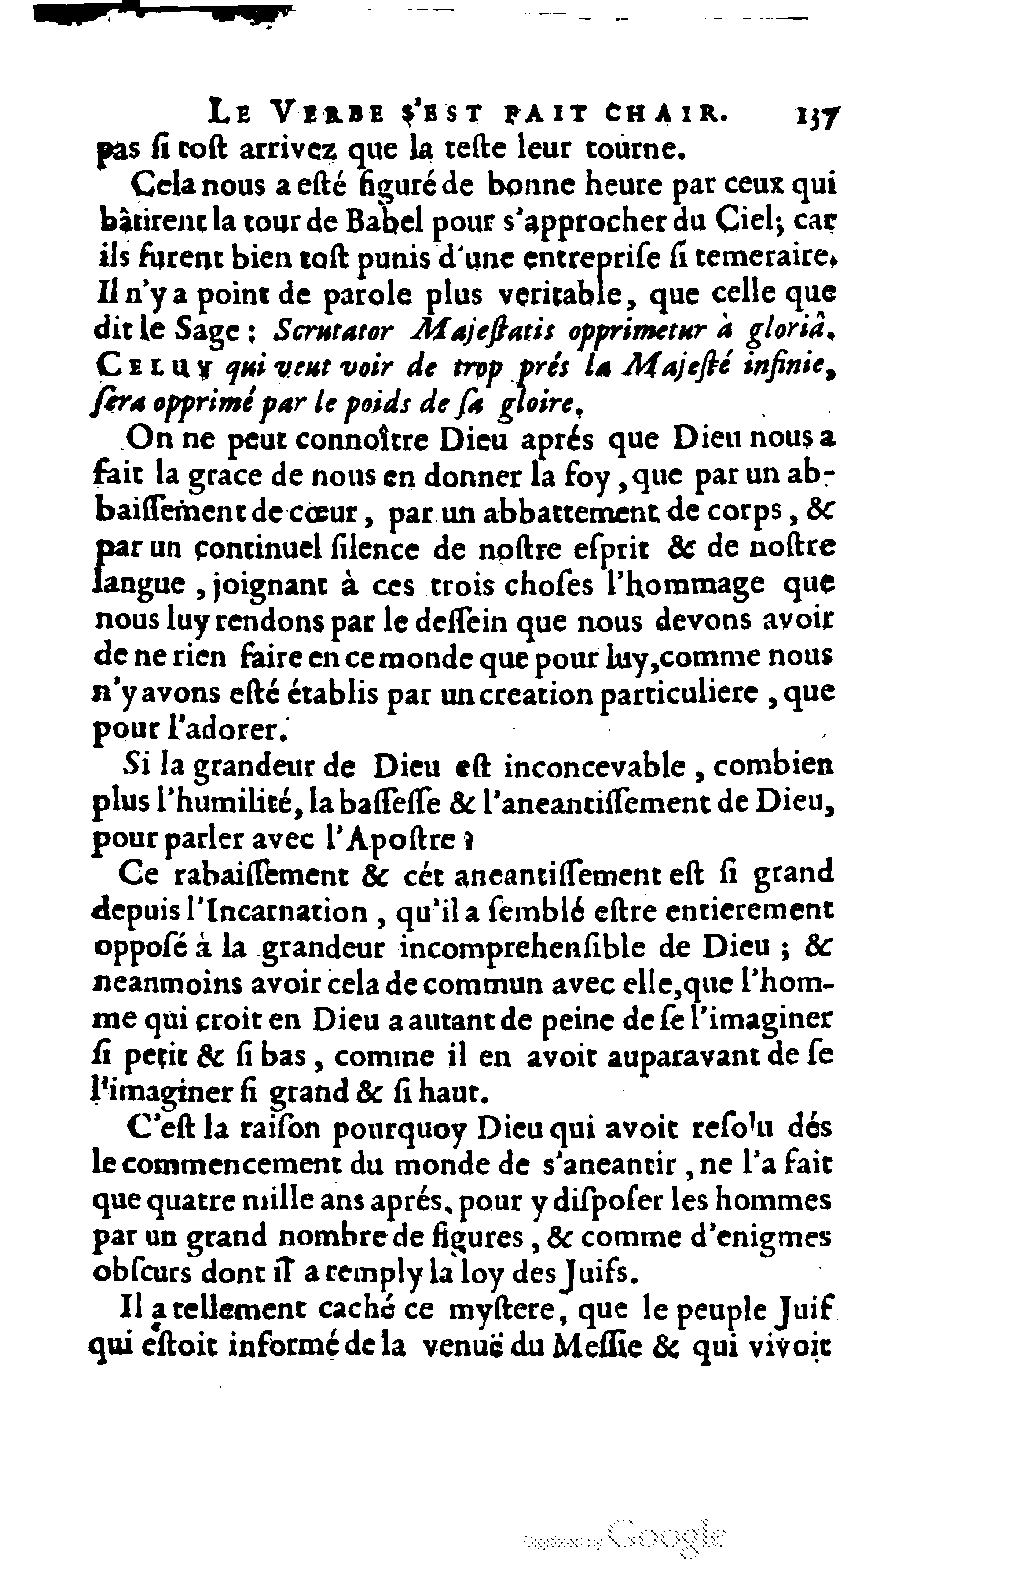 LE VERBE S'EST FAIT CHAIR. 137
pas ſi toſt arrivez que la teſte leur tourne.
Cela nous a eſté figuré de bonne heure par ceux qui
bâtirent la tour de Babel pour s'approcher du Ciel; car
ils furent bien toſt punis d'une entrepriſe ſi temeraire.
Il n'y a point de parole plus veritable, que celle que
dit le Sage: Scrutator Majeſtatis opprimetur à gloriâ.
CELUY qui veut voir de trop prés la Majeſté infinie,
ſera opprimé par le poids de ſa gloire.
On ne peut connoître Dieu aprés que Dieu nous a
fait la grace de nous en donner la foy, que par un ab-
baiſſement de cœur, par un abbattement de corps, &
par un continuel ſilence de noſtre eſprit & de noſtre
langue, joignant à ces trois choſes l'hommage que
nous luy rendons par le deſſein que nous devons avoir
de ne rien faire en ce monde que pour luy, comme nous
n'y avons eſté établis par un creation particuliere, que
pour l'adorer.
Si la grandeur de Dieu eſt inconcevable, combien
plus l'humilité, la baſſeſſe & l'aneantiſſement de Dieu,
pour parler avec l'Apoſtre?
Ce rabaiſſement & cét aneantiſſement eſt ſi grand
depuis l'Incarnation, qu'il a ſemblé eſtre entierement
oppoſé à la grandeur incomprehenſible de Dieu; &
neanmoins avoir cela de commun avec elle, que l'hom-
me qui croit en Dieu a autant de peine de ſe l'imaginer
ſi petit & ſi bas, comme il en avoit auparavant de ſe
l'imaginer ſi grand & ſi haut.
C'eſt la raiſon pourquoy Dieu qui avoit reſolu dés
le commencement du monde de s'aneantir, ne l'a fait
que quatre mille ans aprés, pour y diſpoſer les hommes
par un grand nombre de figures, & comme d'enigmes
obſcurs dont il a remply la loy des Juifs.
Il a tellement caché ce myſtere, que le peuple Juif
qui eſtoit informé de la venuë du Meſſie & qui vivoit
Digitized by Google